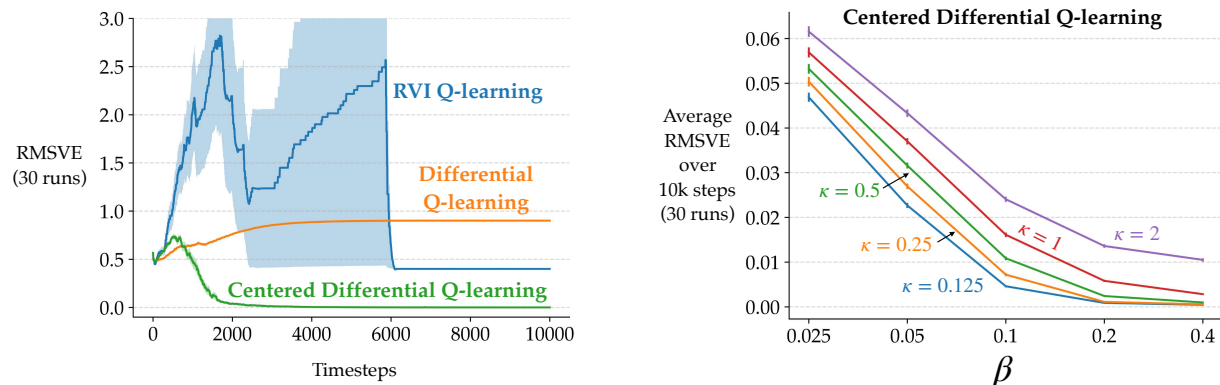 3.0
2.5
2.0
1.5
1.0
0.5
0.0
RMSVE
(30 runs)
RVI Q-learning
Differential
Q-learning
Centered Differential Q-learning
0
2000
4000
6000
8000
10000
Timesteps
Centered Differential Q-learning
0.06
0.05
0.04
0.03
0.02
0.01
0.00
Average
RMSVE
over
10k steps
(30 runs)
κ = 0.5
κ = 0.25
κ = 0.125
κ = 1
κ = 2
0.025
0.05
0.1
0.2
0.4
β